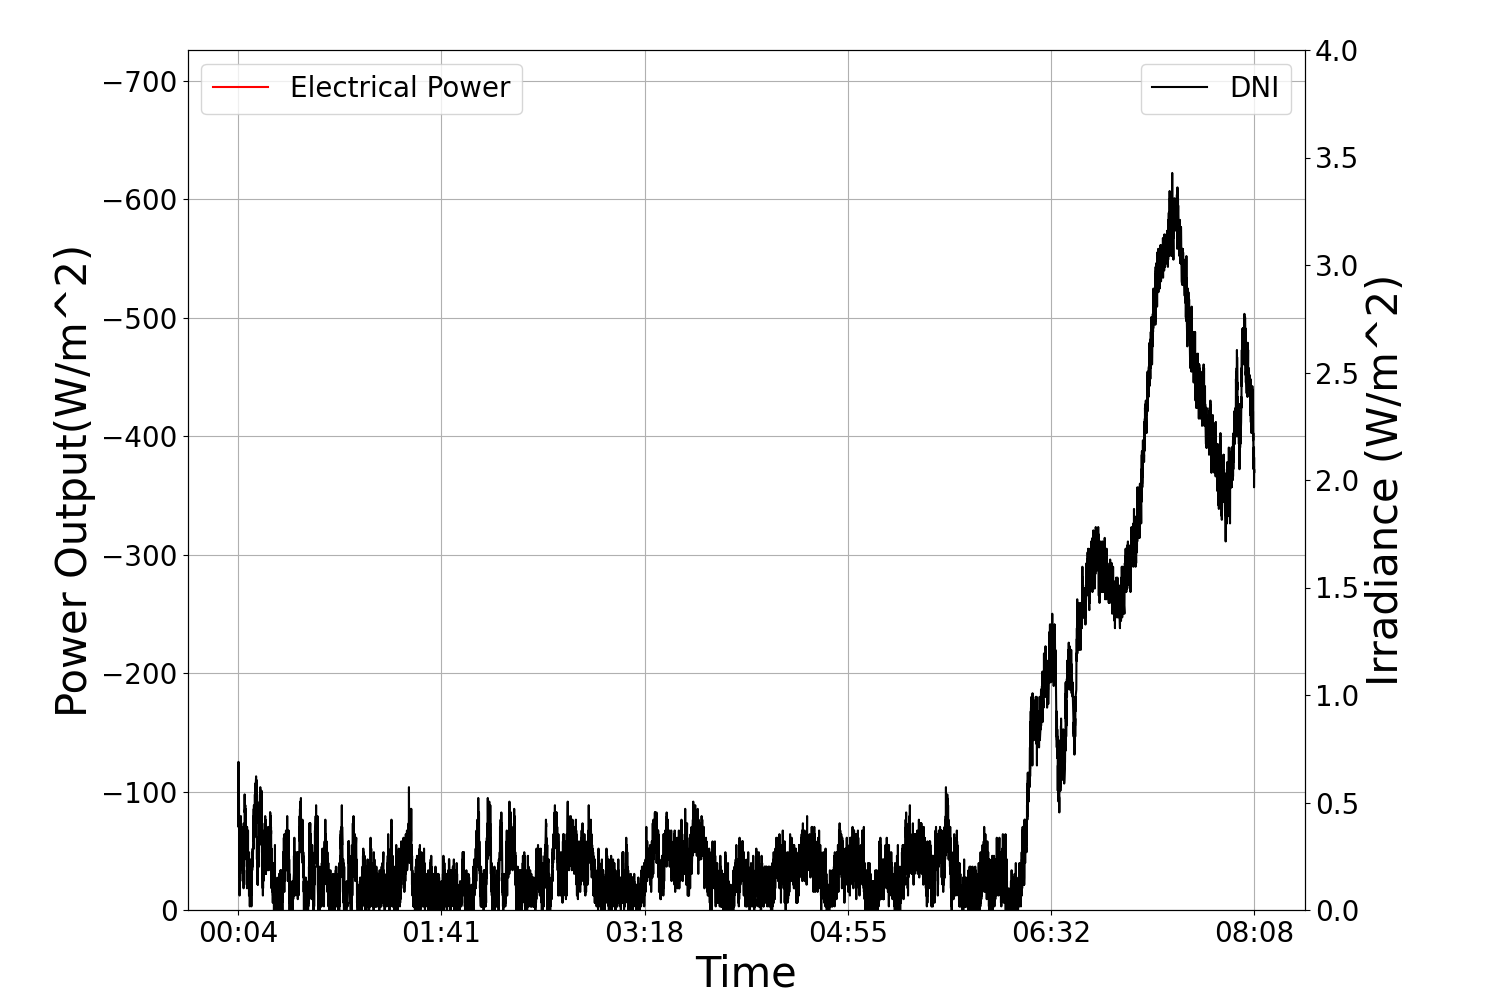 Electrical Power
DNI
Power Output(W/m^2)
−700
−600
−500
−400
−300
−200
−100
0
4.0
3.5
3.0
2.5
2.0
1.5
1.0
0.5
0.0
Irradiance (W/m^2)
00:04 01:41 03:18 04:55 06:32 08:08
Time